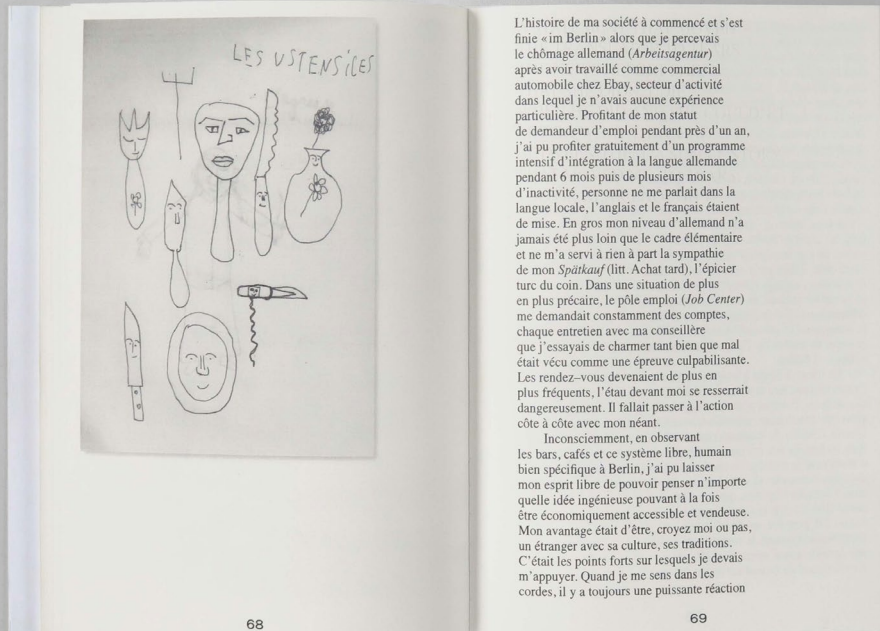 LES USTENSILES
68
L'histoire de ma société à commencé et s'est
finie « im Berlin » alors que je percevais
le chômage allemand (Arbeitsagentur)
après avoir travaillé comme commercial
automobile chez Ebay, secteur d'activité
dans lequel je n'avais aucune expérience
particulière. Profitant de mon statut
de demandeur d'emploi pendant près d'un an,
j'ai pu profiter gratuitement d'un programme
intensif d'intégration à la langue allemande
pendant 6 mois puis de plusieurs mois
d'inactivité, personne ne me parlait dans la
langue locale, l'anglais et le français étaient
de mise. En gros mon niveau d'allemand n'a
jamais été plus loin que le cadre élémentaire
et ne m'a servi à rien à part la sympathie
de mon Spätkauf (litt. Achat tard), l'épicier
turc du coin. Dans une situation de plus
en plus précaire, le pôle emploi (Job Center)
me demandait constamment des comptes,
chaque entretien avec ma conseillère
que j'essayais de charmer tant bien que mal
était vécu comme une épreuve culpabilisante.
Les rendez–vous devenaient de plus en
plus fréquents, l'étau devant moi se resserrait
dangereusement. Il fallait passer à l'action
côte à côte avec mon néant.
Inconsciemment, en observant
les bars, cafés et ce système libre, humain
bien spécifique à Berlin, j'ai pu laisser
mon esprit libre de pouvoir penser n'importe
quelle idée ingénieuse pouvant à la fois
être économiquement accessible et vendeuse.
Mon avantage était d'être, croyez moi ou pas,
un étranger avec sa culture, ses traditions.
C'était les points forts sur lesquels je devais
m'appuyer. Quand je me sens dans les
cordes, il y a toujours une puissante réaction
69